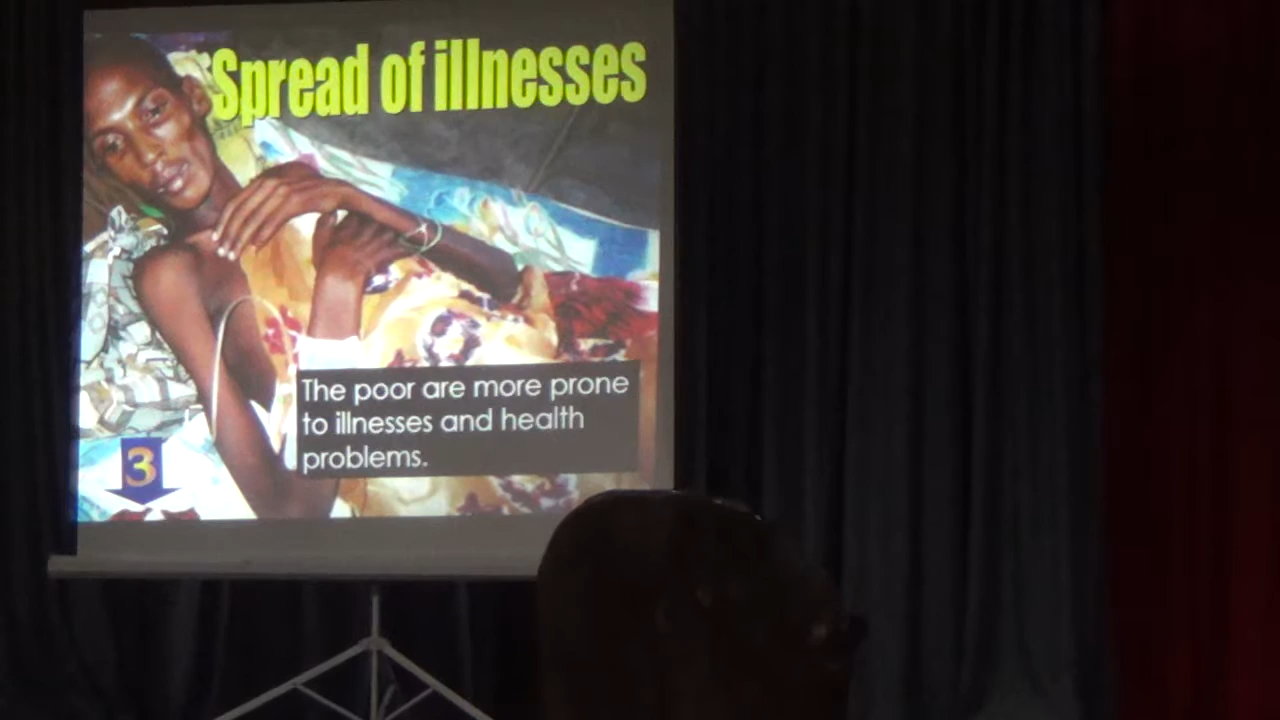 Spread of illnesses
The poor are more prone
to illnesses and health
problems.
3